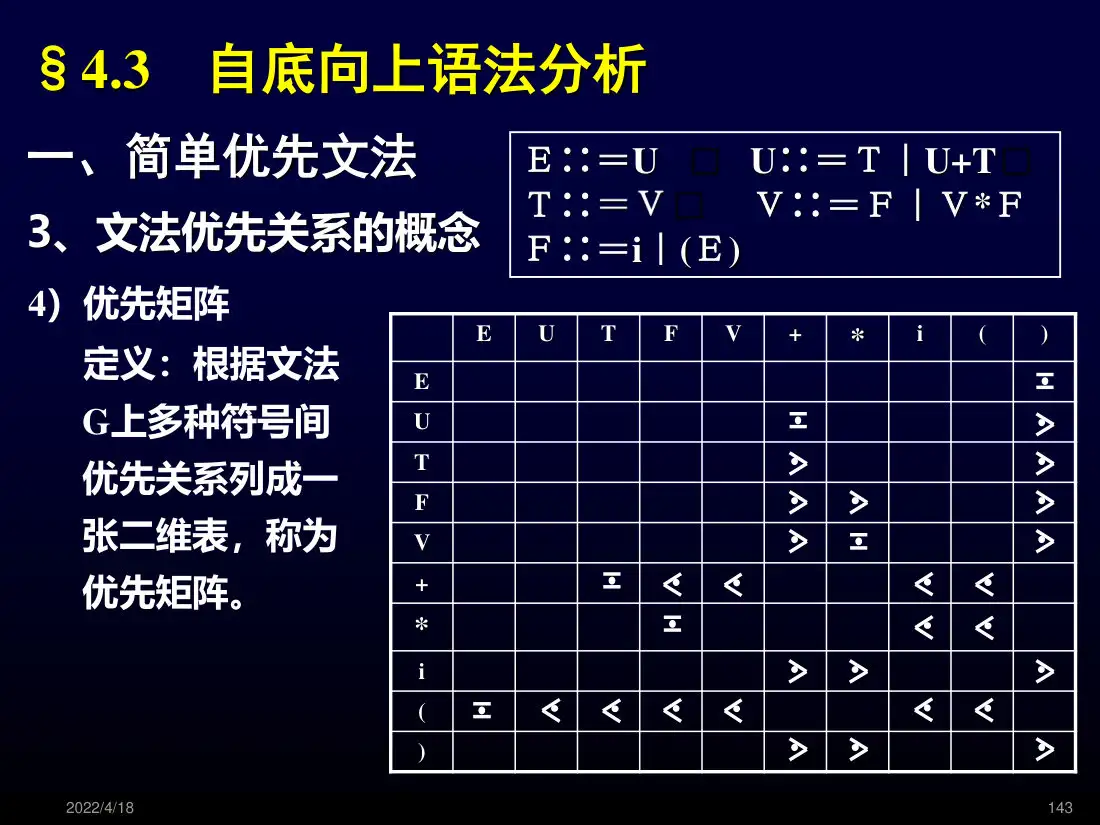 §4.3 自底向上语法分析
一、简单优先文法
3、文法优先关系的概念
E∷=U U∷=T|U+T
T∷=V V∷=F|V*F
F∷=i|(E)
4）优先矩阵
定义：根据文法
G上多种符号间
优先关系列成一
张二维表，称为
优先矩阵。
E U T F V + * i ( )
E ≐
U ≐ ⋗
T ⋗ ⋗
F ⋗ ⋗ ⋗
V ⋗ ≐ ⋗
+ ≐ ⋖ ⋖ ⋖ ⋖
* ≐ ⋖ ⋖
i ⋗ ⋗ ⋗
( ≐ ⋖ ⋖ ⋖ ⋖ ⋖ ⋖
) ⋗ ⋗ ⋗
2022/4/18
143